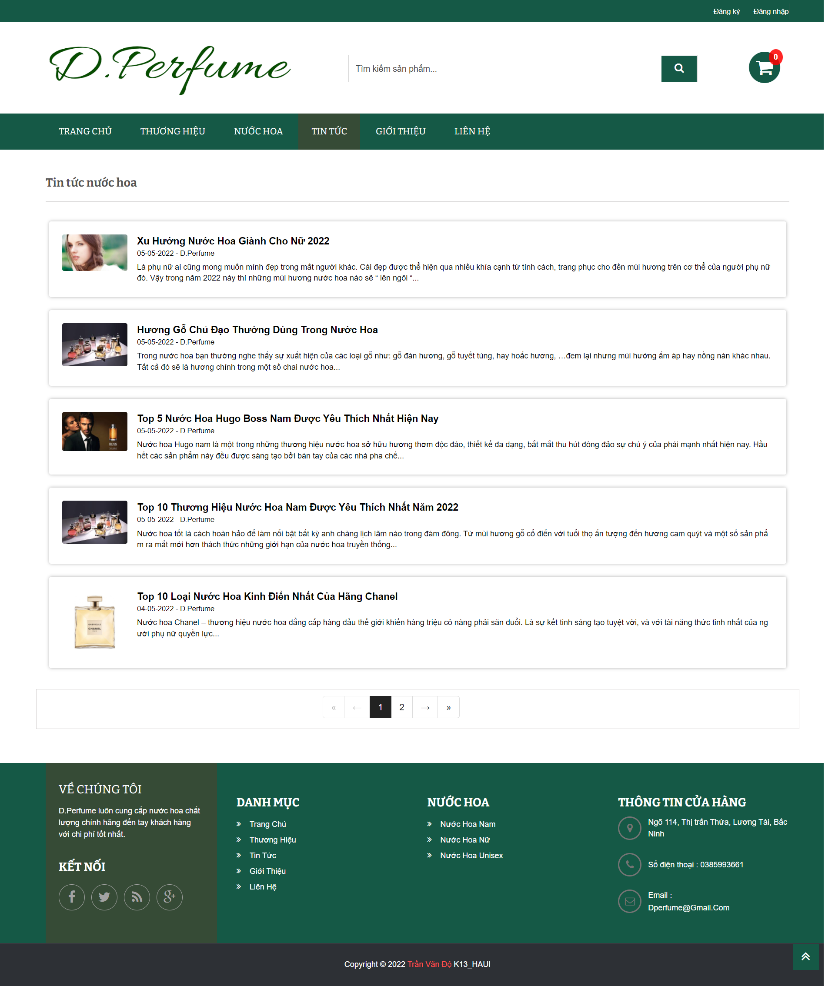 Đăng ký Đăng nhập
D.Perfume
Tìm kiếm sản phẩm...
0
TRANG CHỦ THƯƠNG HIỆU NƯỚC HOA TIN TỨC GIỚI THIỆU LIÊN HỆ
Tin tức nước hoa
Xu Hướng Nước Hoa Giành Cho Nữ 2022
05-05-2022 - D.Perfume
Là phụ nữ ai cũng mong muốn mình đẹp trong mắt người khác. Cái đẹp được thể hiện qua nhiều khía cạnh từ tính cách, trang phục cho đến mùi hương trên cơ thể của người phụ nữ
đó. Vậy trong năm 2022 này thì những mùi hương nước hoa nào sẽ “ lên ngôi “...
Hương Gỗ Chủ Đạo Thường Dùng Trong Nước Hoa
05-05-2022 - D.Perfume
Trong nước hoa bạn thường nghe thấy sự xuất hiện của các loại gỗ như: gỗ đàn hương, gỗ tuyết tùng, hay hoắc hương, …đem lại nhưng mùi hướng ấm áp hay nồng nàn khác nhau.
Tất cả đó sẽ là hương chính trong một số chai nước hoa...
BOSS
Top 5 Nước Hoa Hugo Boss Nam Được Yêu Thích Nhất Hiện Nay
05-05-2022 - D.Perfume
Nước hoa Hugo nam là một trong những thương hiệu nước hoa sở hữu hương thơm độc đáo, thiết kế đa dạng, bắt mắt thu hút đông đảo sự chú ý của phái mạnh nhất hiện nay. Hầu
hết các sản phẩm này đều được sáng tạo bởi bàn tay của các nhà pha chế...
Top 10 Thương Hiệu Nước Hoa Nam Được Yêu Thích Nhất Năm 2022
05-05-2022 - D.Perfume
Nước hoa tốt là cách hoàn hảo để làm nổi bật bất kỳ anh chàng lịch lãm nào trong đám đông. Từ mùi hương gỗ cổ điển với tuổi thọ ấn tượng đến hương cam quýt và một số sản phẩ
m ra mắt mới hơn thách thức những giới hạn của nước hoa truyền thống...
GABRIELLE
CHANEL
Top 10 Loại Nước Hoa Kinh Điển Nhất Của Hãng Chanel
04-05-2022 - D.Perfume
Nước hoa Chanel – thương hiệu nước hoa đẳng cấp hàng đầu thế giới khiến hàng triệu cô nàng phải săn đuổi. Là sự kết tinh sáng tạo tuyệt vời, và với tài năng thức tỉnh nhất của ng
ười phụ nữ quyền lực...
« ← 1 2 → »
VỀ CHÚNG TÔI
D.Perfume luôn cung cấp nước hoa chất
lượng chính hãng đến tay khách hàng
với chi phí tốt nhất.
KẾT NỐI
DANH MỤC
Trang Chủ
Thương Hiệu
Tin Tức
Giới Thiệu
Liên Hệ
NƯỚC HOA
Nước Hoa Nam
Nước Hoa Nữ
Nước Hoa Unisex
THÔNG TIN CỬA HÀNG
Ngõ 114, Thị trấn Thứa, Lương Tài, Bắc
Ninh
Số điện thoại : 0385993661
Email :
Dperfume@Gmail.Com
Copyright © 2022 Trần Văn Độ K13_HAUI